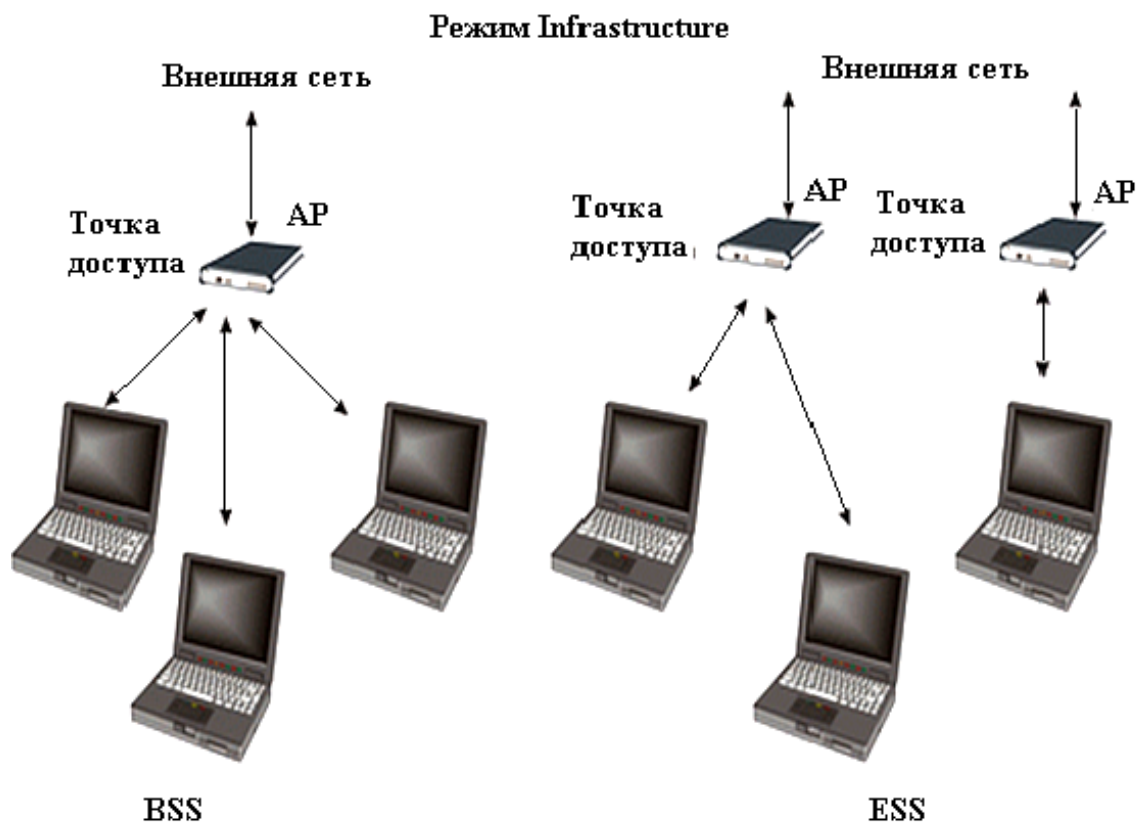 Режим Infrastructure
Внешняя сеть
Внешняя сеть
Точка
доступа
AP
Точка
доступа
AP
Точка
доступа
AP
BSS
ESS